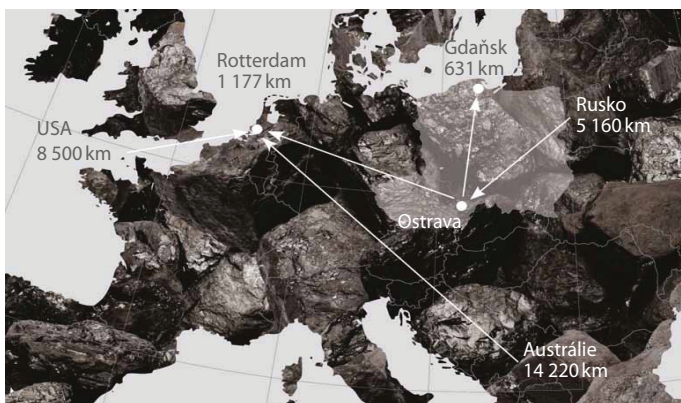 Gdaňsk
631 km
Rotterdam
1 177 km
Rusko
5 160 km
USA
8 500 km
Ostrava
Austrálie
14 220 km